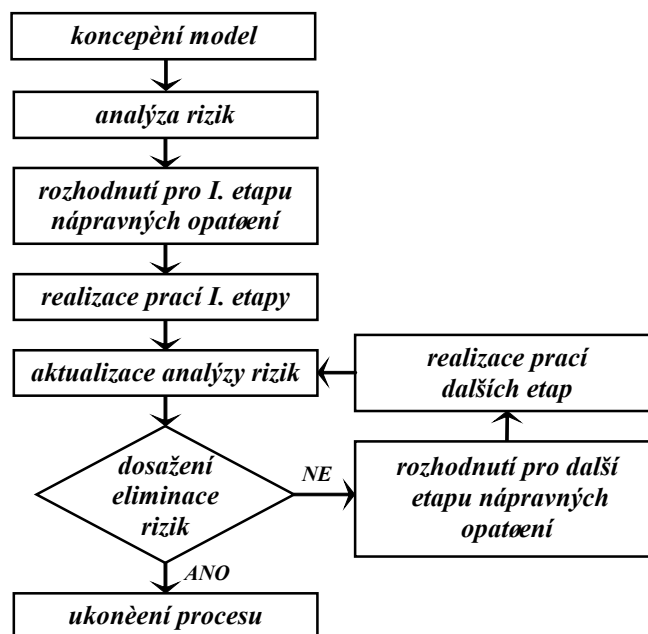 koncepèní model
analýza rizik
rozhodnutí pro I. etapu
nápravných opatøení
realizace prací I. etapy
aktualizace analýzy rizik
realizace prací
dalších etap
dosažení
eliminace
rizik
NE
rozhodnutí pro další
etapu nápravných
opatøení
ANO
ukonèení procesu